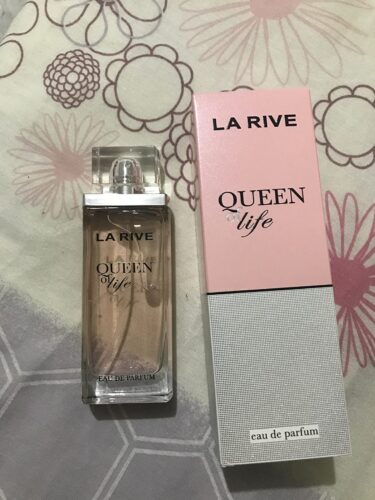 LA RIVE
QUEEN
of life
EAU DE PARFUM
LA RIVE
QUEEN
of life
eau de parfum